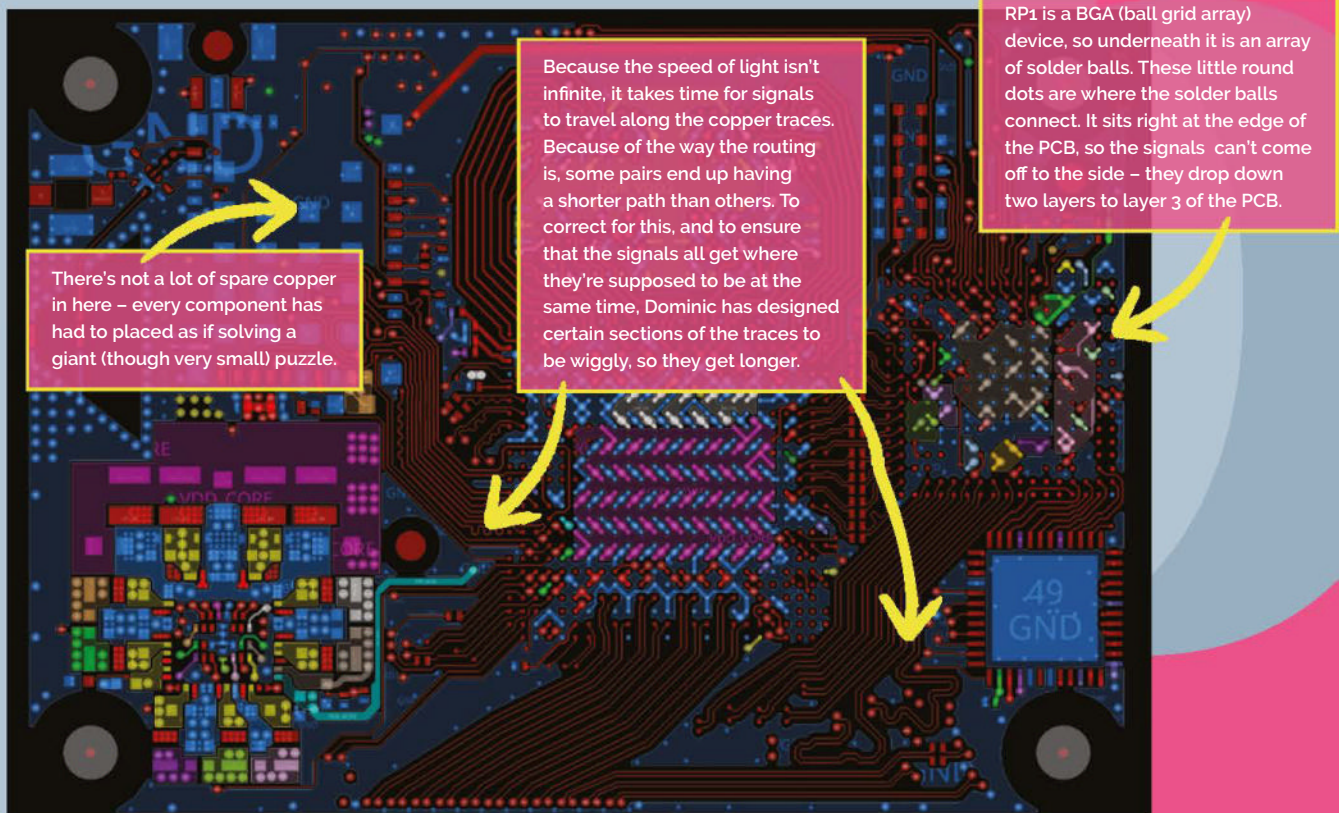 There's not a lot of spare copper
in here – every component has
had to placed as if solving a
giant (though very small) puzzle.
Because the speed of light isn't
infinite, it takes time for signals
to travel along the copper traces.
Because of the way the routing
is, some pairs end up having
a shorter path than others. To
correct for this, and to ensure
that the signals all get where
they're supposed to be at the
same time, Dominic has designed
certain sections of the traces to
be wiggly, so they get longer.
RP1 is a BGA (ball grid array)
device, so underneath it is an array
of solder balls. These little round
dots are where the solder balls
connect. It sits right at the edge of
the PCB, so the signals can't come
off to the side – they drop down
two layers to layer 3 of the PCB.
GND
GND
GND
VDD_CORE
49
GND